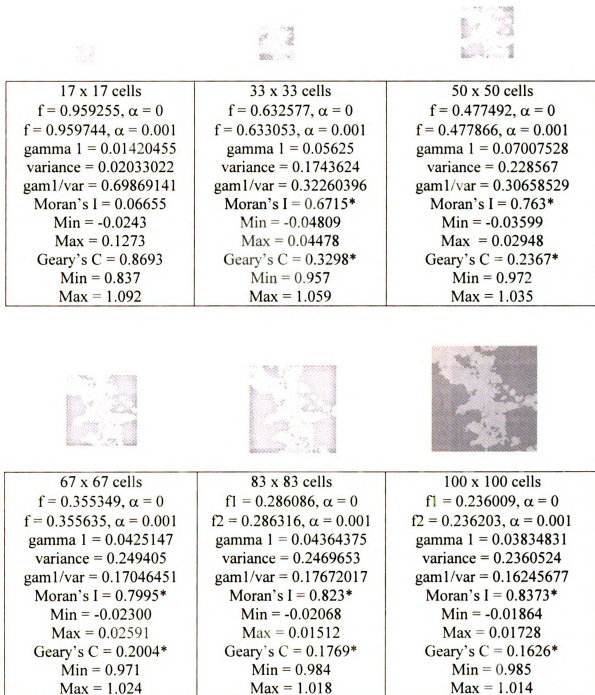 17 x 17 cells
f = 0.959255, α = 0
f = 0.959744, α = 0.001
gamma 1 = 0.01420455
variance = 0.02033022
gam1/var = 0.69869141
Moran's I = 0.06655
Min = -0.0243
Max = 0.1273
Geary's C = 0.8693
Min = 0.837
Max = 1.092
33 x 33 cells
f = 0.632577, α = 0
f = 0.633053, α = 0.001
gamma 1 = 0.05625
variance = 0.1743624
gam1/var = 0.32260396
Moran's I = 0.6715*
Min = -0.04809
Max = 0.04478
Geary's C = 0.3298*
Min = 0.957
Max = 1.059
50 x 50 cells
f = 0.477492, α = 0
f = 0.477866, α = 0.001
gamma 1 = 0.07007528
variance = 0.228567
gam1/var = 0.30658529
Moran's I = 0.763*
Min = -0.03599
Max = 0.02948
Geary's C = 0.2367*
Min = 0.972
Max = 1.035
67 x 67 cells
f = 0.355349, α = 0
f = 0.355635, α = 0.001
gamma 1 = 0.0425147
variance = 0.249405
gam1/var = 0.17046451
Moran's I = 0.7995*
Min = -0.02300
Max = 0.02591
Geary's C = 0.2004*
Min = 0.971
Max = 1.024
83 x 83 cells
f1 = 0.286086, α = 0
f2 = 0.286316, α = 0.001
gamma 1 = 0.04364375
variance = 0.2469653
gam1/var = 0.17672017
Moran's I = 0.823*
Min = -0.02068
Max = 0.01512
Geary's C = 0.1769*
Min = 0.984
Max = 1.018
100 x 100 cells
f1 = 0.236009, α = 0
f2 = 0.236203, α = 0.001
gamma 1 = 0.03834831
variance = 0.2360524
gam1/var = 0.16245677
Moran's I = 0.8373*
Min = -0.01864
Max = 0.01728
Geary's C = 0.1626*
Min = 0.985
Max = 1.014